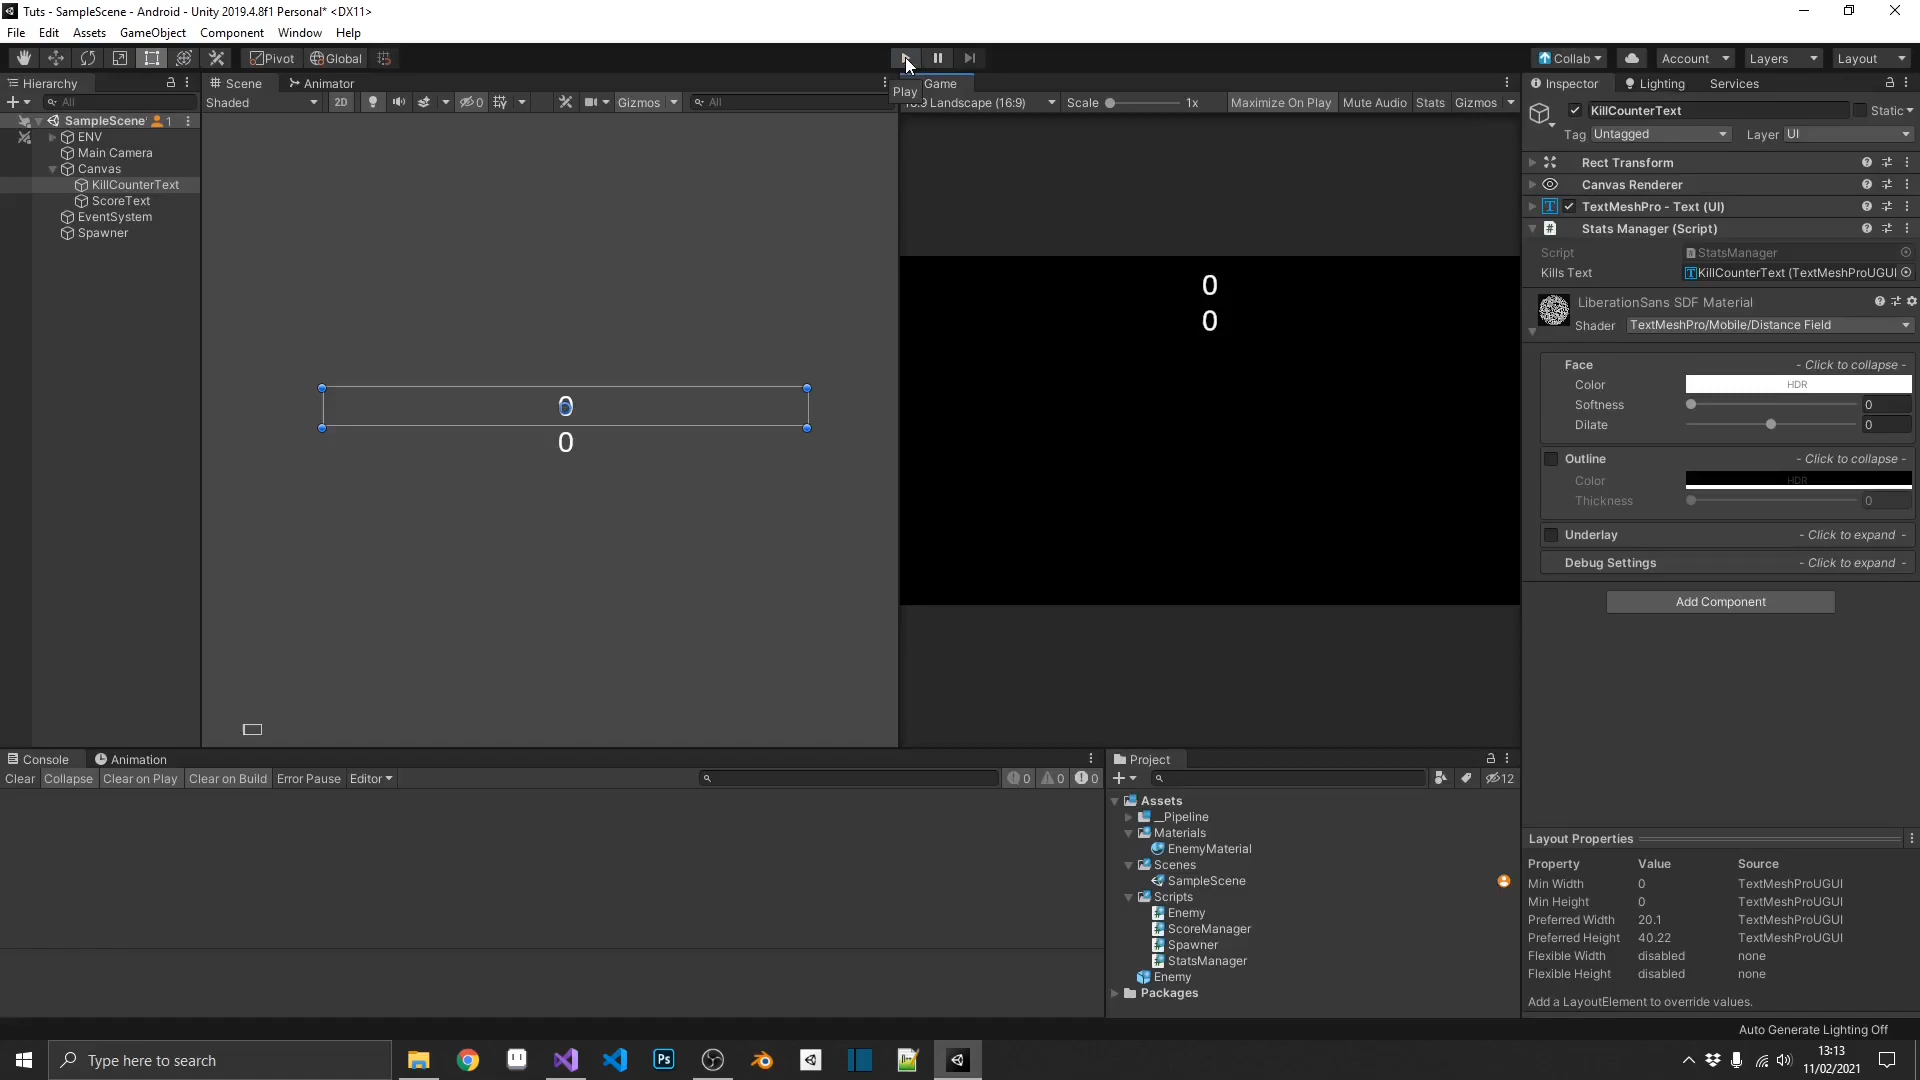 Tuts - SampleScene - Android - Unity 2019.4.8f1 Personal* <DX11>
File Edit Assets GameObject Component Window Help
Pivot Global
Collab Account Layers Layout
Hierarchy
All
SampleScene* 1
ENV
Main Camera
Canvas
KillCounterText
ScoreText
EventSystem
Spawner
Scene Animator
Shaded 2D 0 Gizmos All
0
0
Game
Play
16:9 Landscape (16:9) Scale 1x Maximize On Play Mute Audio Stats Gizmos
0
0
Inspector Lighting Services
KillCounterText Static
Tag Untagged Layer UI
Rect Transform
Canvas Renderer
TextMeshPro - Text (UI)
Stats Manager (Script)
Script StatsManager
Kills Text KillCounterText (TextMeshProUGUI
LiberationSans SDF Material
Shader TextMeshPro/Mobile/Distance Field
Face - Click to collapse -
Color HDR
Softness 0
Dilate 0
Outline - Click to collapse -
Color HDR
Thickness 0
Underlay - Click to expand -
Debug Settings - Click to expand -
Add Component
Layout Properties
Property Value Source
Min Width 0 TextMeshProUGUI
Min Height 0 TextMeshProUGUI
Preferred Width 20.1 TextMeshProUGUI
Preferred Height 40.22 TextMeshProUGUI
Flexible Width disabled none
Flexible Height disabled none
Add a LayoutElement to override values.
Console Animation
Clear Collapse Clear on Play Clear on Build Error Pause Editor 0 0 0
Project
12
Assets
__Pipeline
Materials
EnemyMaterial
Scenes
SampleScene
Scripts
Enemy
ScoreManager
Spawner
StatsManager
Enemy
Packages
Auto Generate Lighting Off
Type here to search
Ps
13:13
11/02/2021